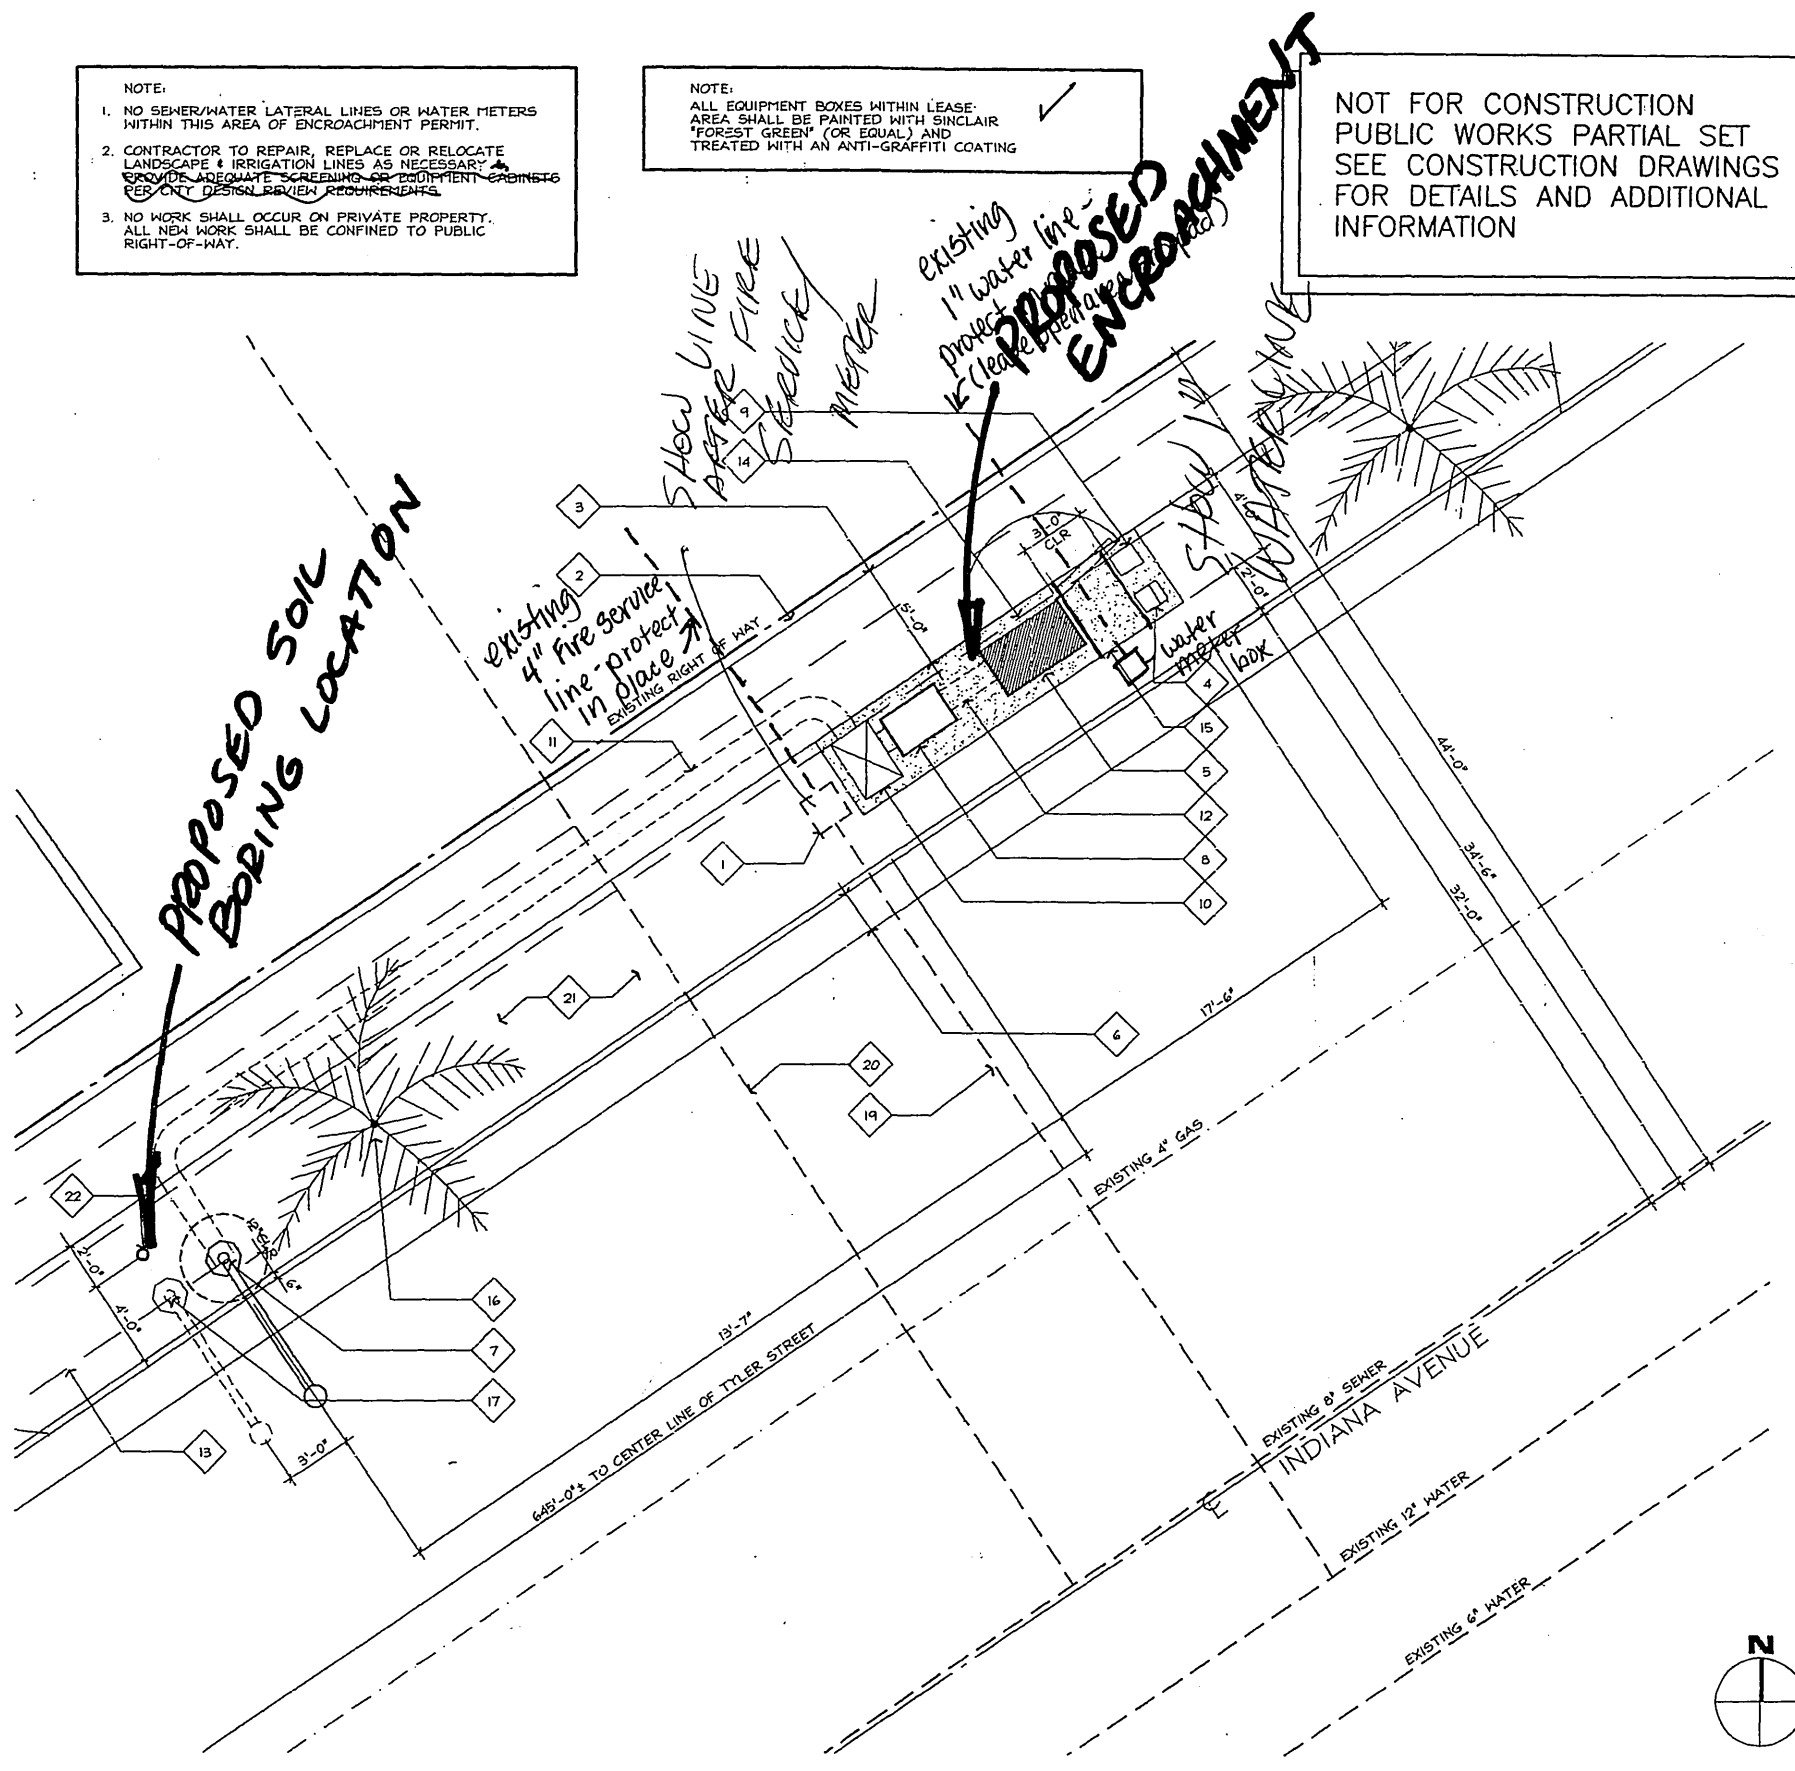 NOTE:
1. NO SEWER/WATER LATERAL LINES OR WATER METERS
WITHIN THIS AREA OF ENCROACHMENT PERMIT.
2. CONTRACTOR TO REPAIR, REPLACE OR RELOCATE
LANDSCAPE & IRRIGATION LINES AS NECESSARY &
PROVIDE ADEQUATE SCREENING OR EQUIPMENT CABINETS
PER CITY DESIGN REVIEW REQUIREMENTS.
3. NO WORK SHALL OCCUR ON PRIVATE PROPERTY.
ALL NEW WORK SHALL BE CONFINED TO PUBLIC
RIGHT-OF-WAY.
NOTE:
ALL EQUIPMENT BOXES WITHIN LEASE
AREA SHALL BE PAINTED WITH SINCLAIR
"FOREST GREEN" (OR EQUAL) AND
TREATED WITH AN ANTI-GRAFFITI COATING
NOT FOR CONSTRUCTION
PUBLIC WORKS PARTIAL SET
SEE CONSTRUCTION DRAWINGS
FOR DETAILS AND ADDITIONAL
INFORMATION
PROPOSED
ENCROACHMENT
existing
1" water line-
protect
(leave open area
SHOW LINE
AFTER FIRE
SERVICE
METER
SHOW
WATER LINE
PROPOSED SOIL
BORING LOCATION
existing
4" Fire service
line-protect
in place
EXISTING RIGHT OF WAY
water
meter
box
9
14
3
2
11
1
4
15
5
12
8
10
6
21
20
19
22
16
7
17
13
3'-0"
CLR
5'-0"
4'-0"
2'-0"
44'-0"
34'-6"
32'-0"
17'-6"
13'-7"
2'-0"
4'-0"
6"
3'-0"
645'-0"± TO CENTER LINE OF TYLER STREET
EXISTING 4" GAS
EXISTING 8" SEWER
INDIANA AVENUE
EXISTING 12" WATER
EXISTING 6" WATER
N